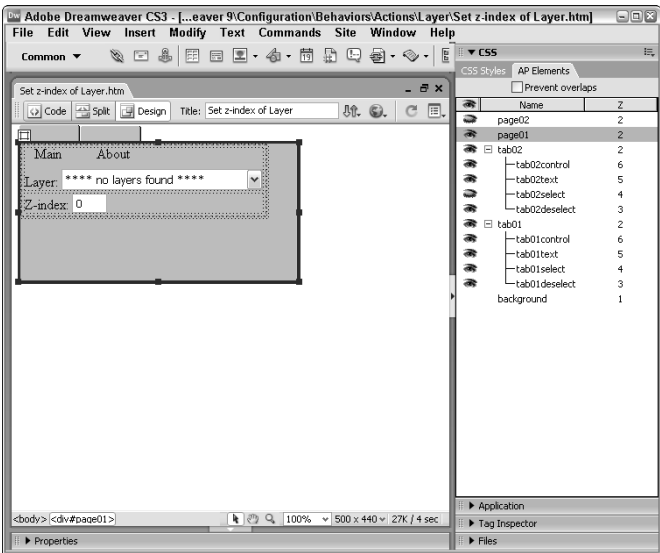 Dw Adobe Dreamweaver CS3 - [...eaver 9\Configuration\Behaviors\Actions\Layer\Set z-index of Layer.htm]
File Edit View Insert Modify Text Commands Site Window Help
Common
CSS
CSS Styles AP Elements
Prevent overlaps
Name Z
page02 2
page01 2
tab02 2
tab02control 6
tab02text 5
tab02select 4
tab02deselect 3
tab01 2
tab01control 6
tab01text 5
tab01select 4
tab01deselect 3
background 1
Set z-index of Layer.htm
Code Split Design Title: Set z-index of Layer
Main About
Layer: **** no layers found ****
Z-index: 0
<body> <div#page01> 100% 500 x 440 27K / 4 sec
Properties
Application
Tag Inspector
Files